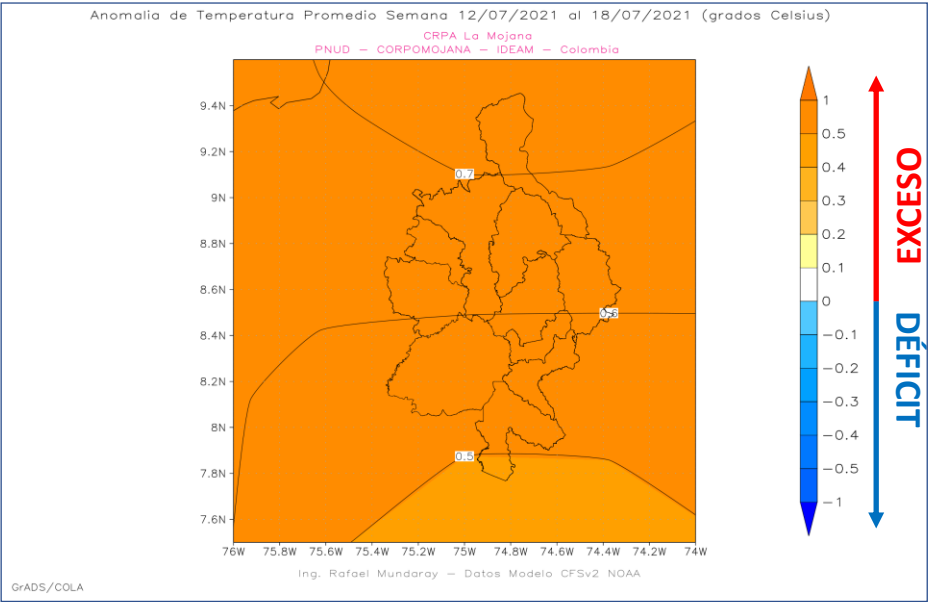 Anomalia de Temperatura Promedio Semana 12/07/2021 al 18/07/2021 (grados Celsius)
CRPA La Mojana
PNUD – CORPOMOJANA – IDEAM – Colombia
9.4N
9.2N
9N
8.8N
8.6N
8.4N
8.2N
8N
7.8N
7.6N
0.7
0.6
0.5
76W 75.8W 75.6W 75.4W 75.2W 75W 74.8W 74.6W 74.4W 74.2W 74W
1
0.5
0.4
0.3
0.2
0.1
0
−0.1
−0.2
−0.3
−0.4
−0.5
−1
EXCESO
DÉFICIT
Ing. Rafael Mundaray – Datos Modelo CFSv2 NOAA
GrADS/COLA